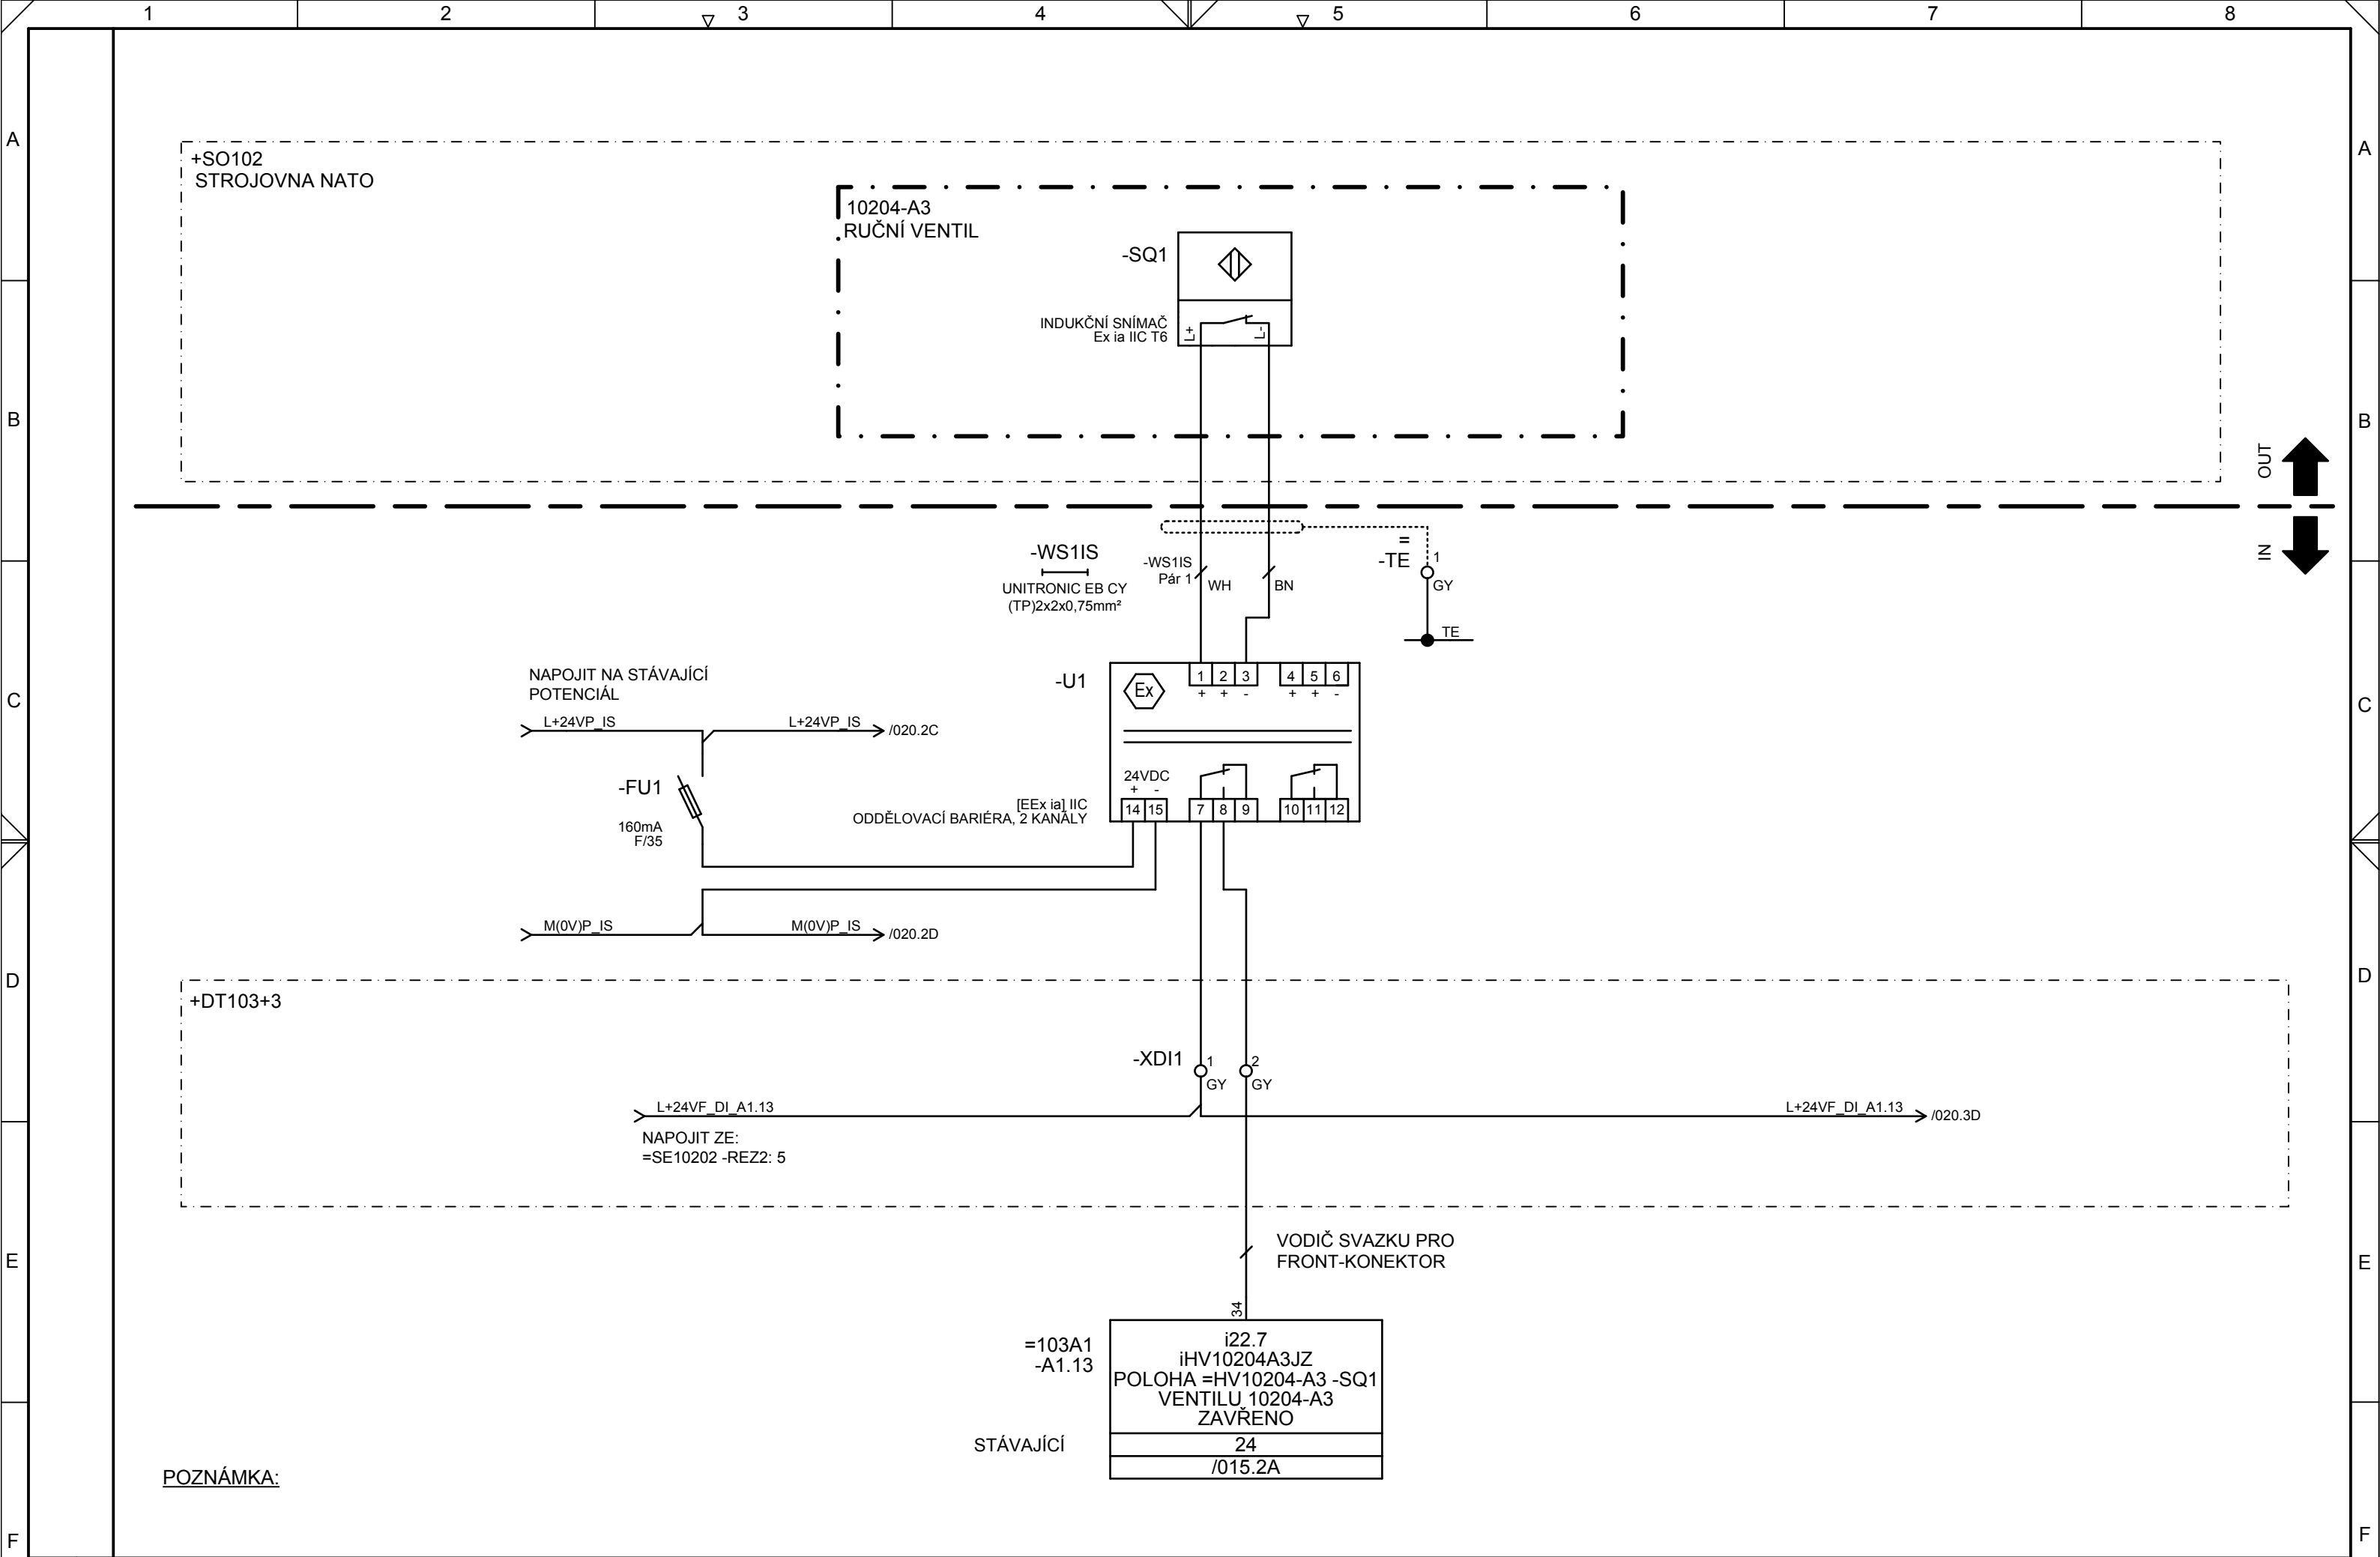 1 2 3 4 5 6 7 8
A A
+SO102
STROJOVNA NATO
10204-A3
RUČNÍ VENTIL
-SQ1
INDUKČNÍ SNÍMAČ
Ex ia IIC T6
L+ L-
B B
OUT
IN
-WS1IS
UNITRONIC EB CY
(TP)2x2x0,75mm²
-WS1IS
Pár 1
WH BN
=
-TE 1
GY
TE
C C
NAPOJIT NA STÁVAJÍCÍ
POTENCIÁL
L+24VP_IS L+24VP_IS /020.2C
-U1
Ex
1 2 3 4 5 6
+ + - + + -
-FU1
160mA
F/35
24VDC
+ -
[EEx ia] IIC
ODDĚLOVACÍ BARIÉRA, 2 KANÁLY
14 15 7 8 9 10 11 12
M(0V)P_IS M(0V)P_IS /020.2D
D D
+DT103+3
-XDI1 1 2
GY GY
L+24VF_DI_A1.13 L+24VF_DI_A1.13 /020.3D
NAPOJIT ZE:
=SE10202 -REZ2: 5
E E
VODIČ SVAZKU PRO
FRONT-KONEKTOR
34
=103A1
-A1.13
i22.7
iHV10204A3JZ
POLOHA =HV10204-A3 -SQ1
VENTILU 10204-A3
ZAVŘENO
STÁVAJÍCÍ
24
/015.2A
POZNÁMKA:
F F